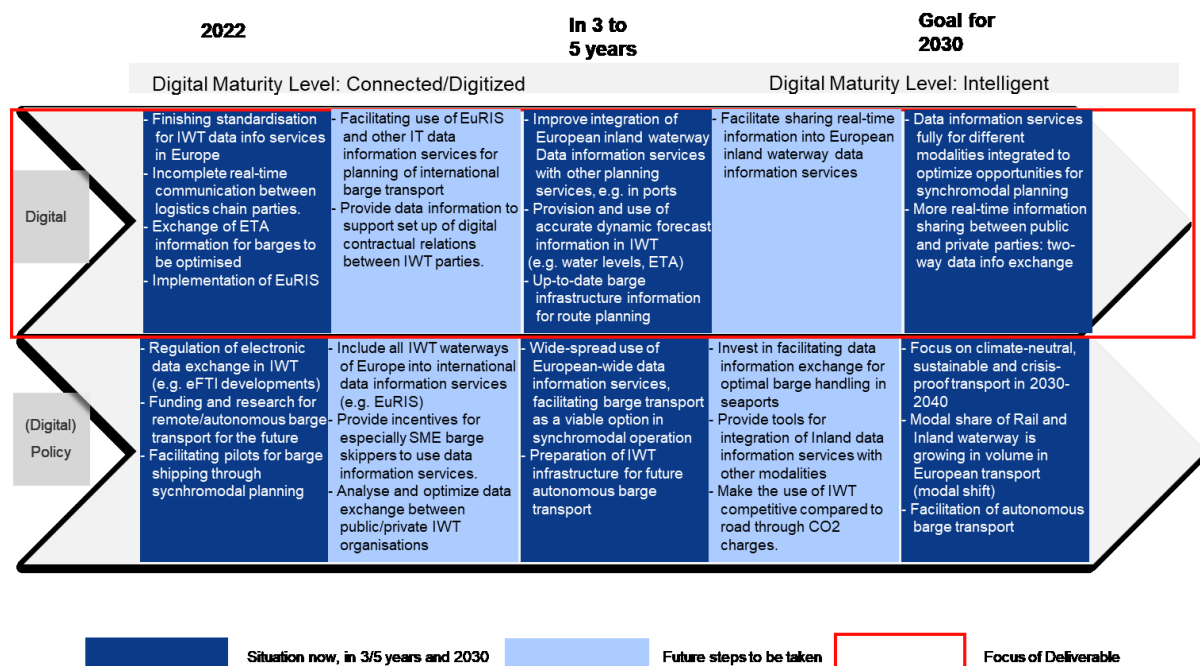 2022
In 3 to
5 years
Goal for
2030
Digital Maturity Level: Connected/Digitized
Digital Maturity Level: Intelligent
Digital
- Finishing standardisation
for IWT data info services
in Europe
- Incomplete real-time
communication between
logistics chain parties.
- Exchange of ETA
information for barges to
be optimised
- Implementation of EuRIS
- Facilitating use of EuRIS
and other IT data
information services for
planning of international
barge transport
- Provide data information to
support set up of digital
contractual relations
between IWT parties.
- Improve integration of
European inland waterway
Data information services
with other planning
services, e.g. in ports
- Provision and use of
accurate dynamic forecast
information in IWT
(e.g. water levels, ETA)
- Up-to-date barge
infrastructure information
for route planning
- Facilitate sharing real-time
information into European
inland waterway data
information services
- Data information services
fully for different
modalities integrated to
optimize opportunities for
synchromodal planning
- More real-time information
sharing between public
and private parties: two-
way data info exchange
(Digital)
Policy
- Regulation of electronic
data exchange in IWT
(e.g. eFTI developments)
- Funding and research for
remote/autonomous barge
transport for the future
- Facilitating pilots for barge
shipping through
sycnhromodal planning
- Include all IWT waterways
of Europe into international
data information services
(e.g. EuRIS)
- Provide incentives for
especially SME barge
skippers to use data
information services.
- Analyse and optimize data
exchange between
public/private IWT
organisations
- Wide-spread use of
European-wide data
information services,
facilitating barge transport
as a viable option in
synchromodal operation
- Preparation of IWT
infrastructure for future
autonomous barge
transport
- Invest in facilitating data
information exchange for
optimal barge handling in
seaports
- Provide tools for
integration of Inland data
information services with
other modalities
- Make the use of IWT
competitive compared to
road through CO2
charges.
- Focus on climate-neutral,
sustainable and crisis-
proof transport in 2030-
2040
- Modal share of Rail and
Inland waterway is
growing in volume in
European transport
(modal shift)
- Facilitation of autonomous
barge transport
Situation now, in 3/5 years and 2030
Future steps to be taken
Focus of Deliverable